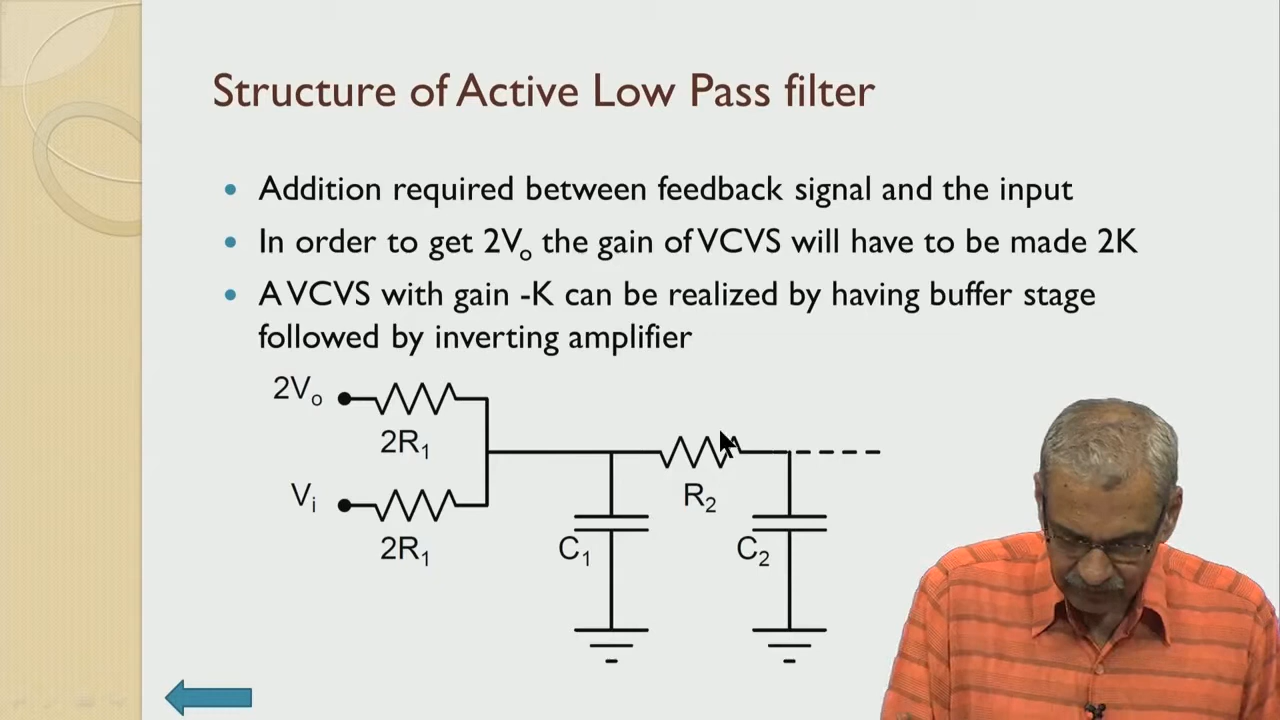 Structure of Active Low Pass filter
• Addition required between feedback signal and the input
• In order to get 2Vo the gain of VCVS will have to be made 2K
• A VCVS with gain -K can be realized by having buffer stage
followed by inverting amplifier
2Vo
2R1
Vi
2R1
R2
C1
C2